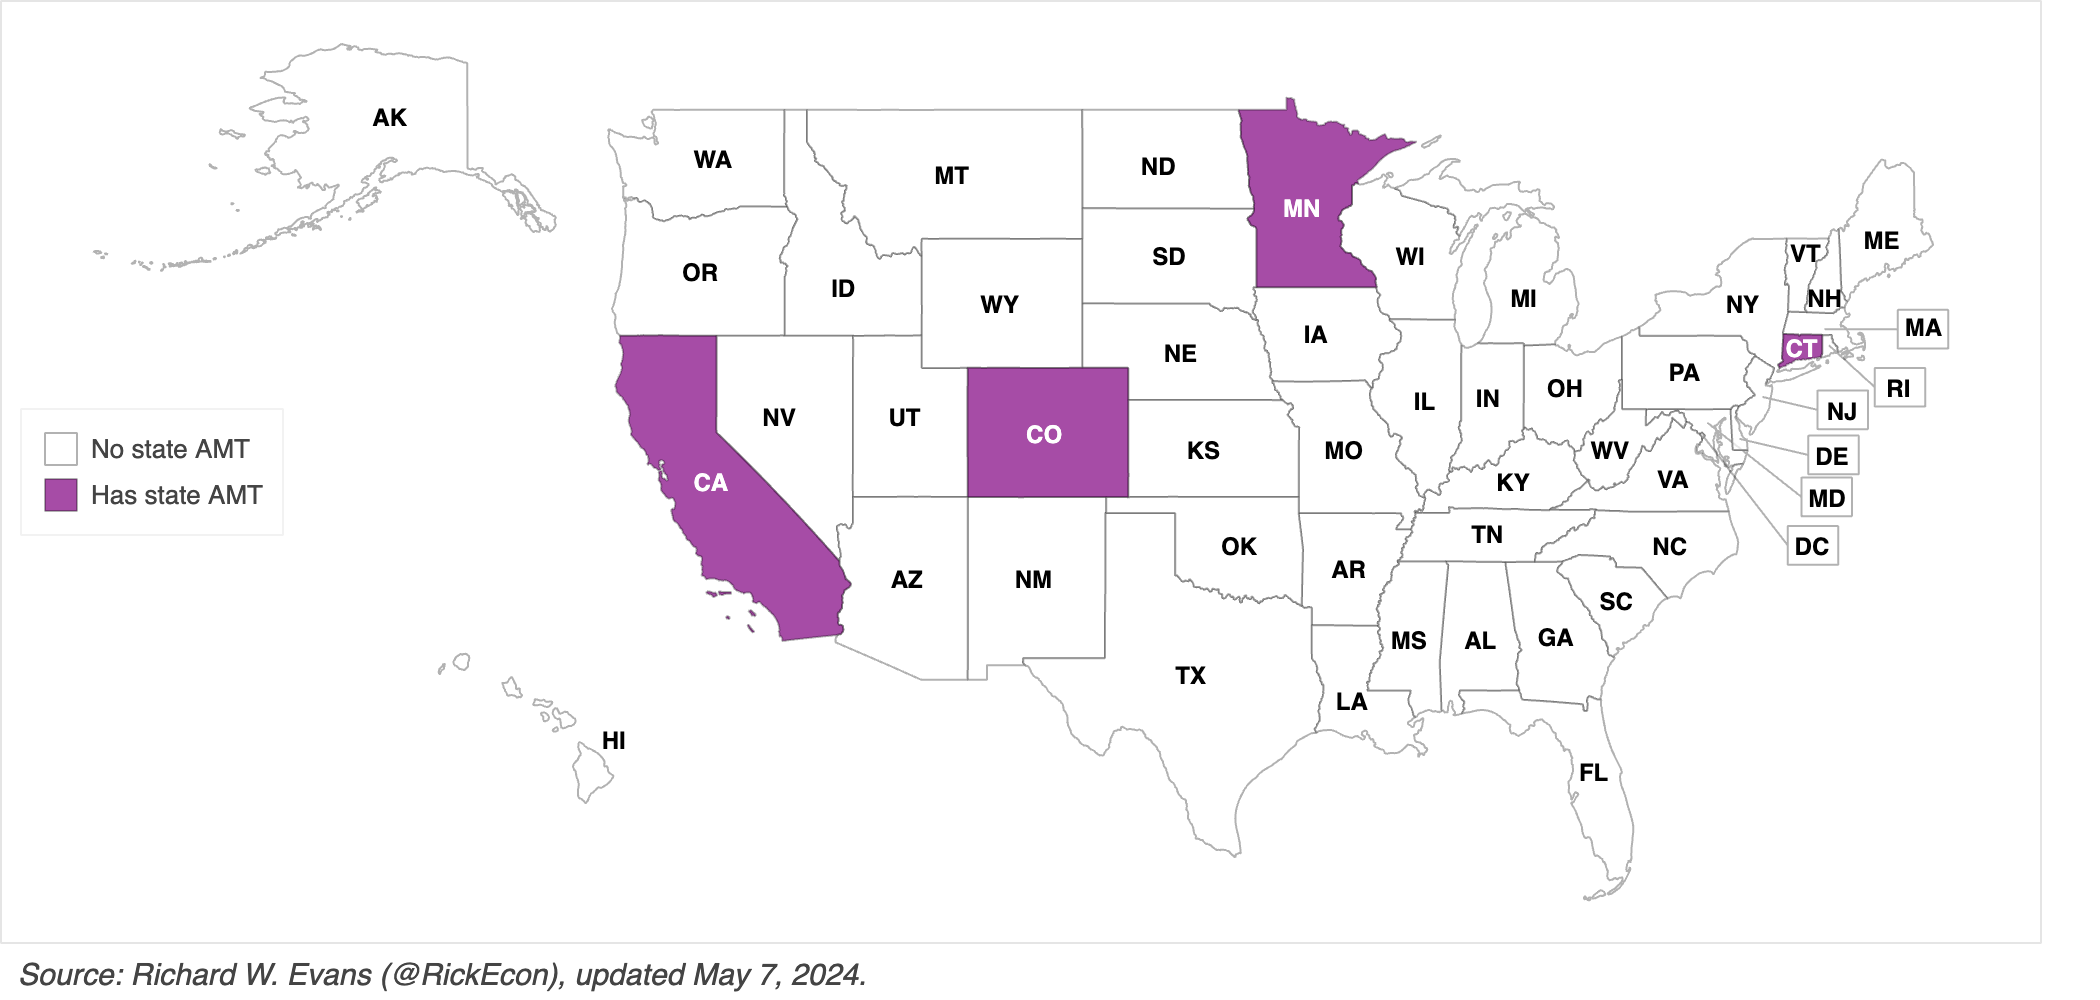 AK
WA
MT
ND
MN
OR
ID
WY
SD
WI
MI
NY
VT
NH
ME
MA
CT
RI
NJ
DE
MD
DC
NE
IA
PA
NV
UT
CO
KS
MO
IL
IN
OH
WV
VA
KY
CA
No state AMT
Has state AMT
AZ
NM
OK
AR
TN
NC
SC
MS
AL
GA
TX
LA
HI
FL
Source: Richard W. Evans (@RickEcon), updated May 7, 2024.